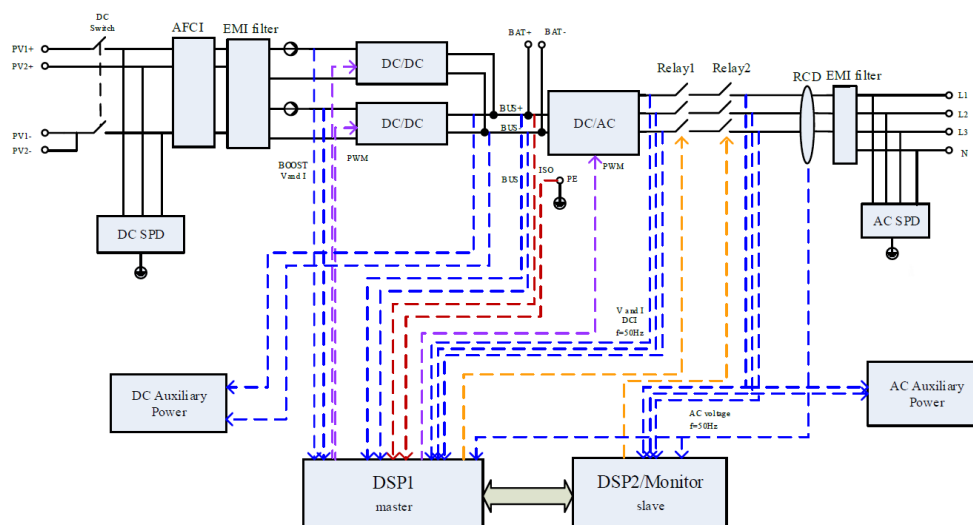 DC
Switch
AFCI
EMI filter
PV1+
PV2+
PV1-
PV2-
DC/DC
DC/DC
BAT+
BAT-
Relay1
Relay2
RCD
EMI filter
L1
L2
L3
N
BUS+
BUS
DC/AC
BOOST
V and I
PWM
BUS
ISO
PE
PWM
DC SPD
AC SPD
V and I
DCI
f=50Hz
DC Auxiliary
Power
AC Auxiliary
Power
AC voltage
f=50Hz
DSP1
master
DSP2/Monitor
slave